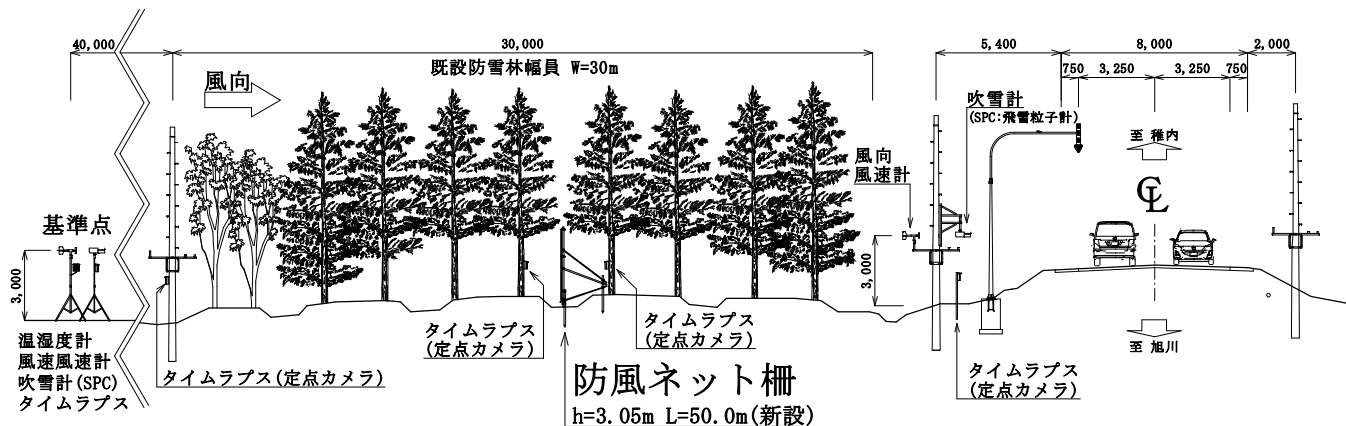 40,000
30,000
5,400
8,000
2,000
既設防雪林幅員 W=30m
750
3,250
3,250
750
風向
吹雪計
(SPC:飛雪粒子計)
至 稚内
風向
風速計
CL
基準点
3,000
3,000
温湿度計
風速風速計
吹雪計(SPC)
タイムラプス
タイムラプス(定点カメラ)
タイムラプス
(定点カメラ)
タイムラプス
(定点カメラ)
防風ネット柵
h=3.05m L=50.0m(新設)
タイムラプス
(定点カメラ)
至 旭川